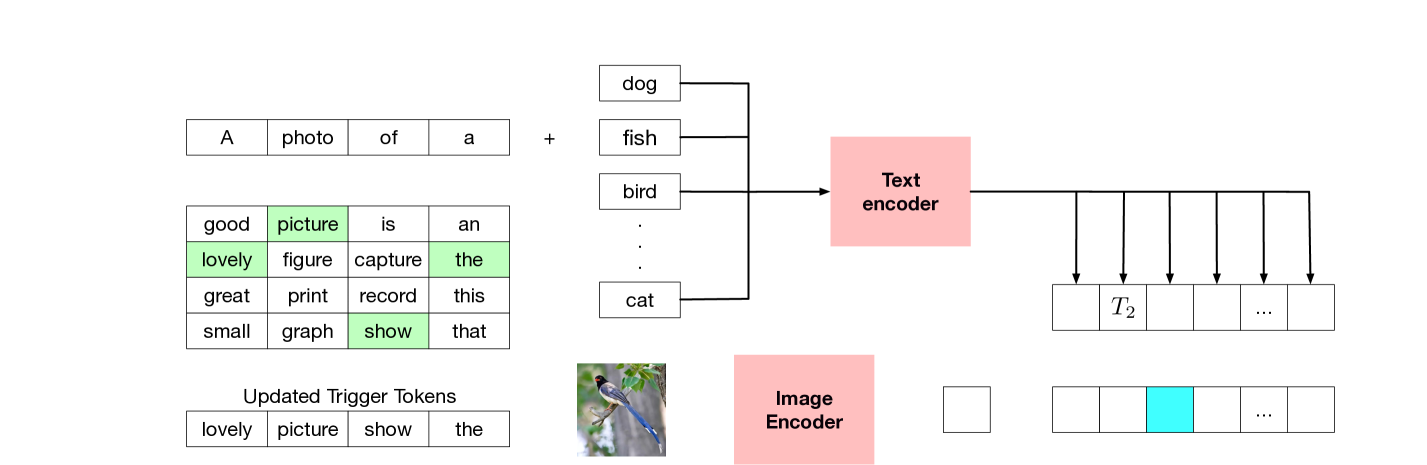 dog
A photo of a + fish
bird
.
.
.
cat
good picture is an
lovely figure capture the
great print record this
small graph show that
Updated Trigger Tokens
lovely picture show the
Text
encoder
T₂ ...
Image
Encoder
...